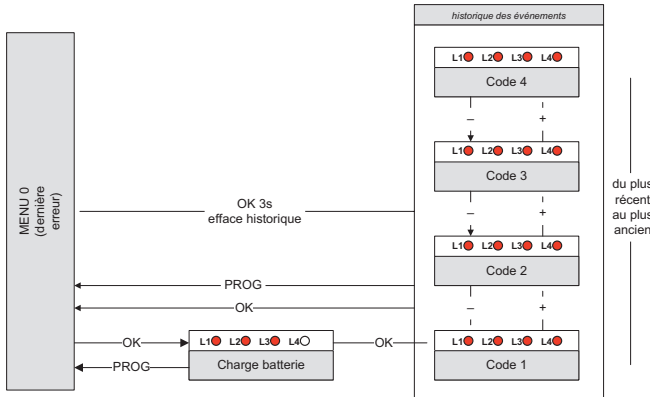 historique des événements
L1 L2 L3 L4
Code 4
– +
L1 L2 L3 L4
Code 3
– +
L1 L2 L3 L4
Code 2
– +
L1 L2 L3 L4
Code 1
du plus
récent
au plus
ancien
MENU 0
(dernière
erreur)
OK 3s
efface historique
PROG
OK
OK
L1 L2 L3 L4
Charge batterie
OK
PROG